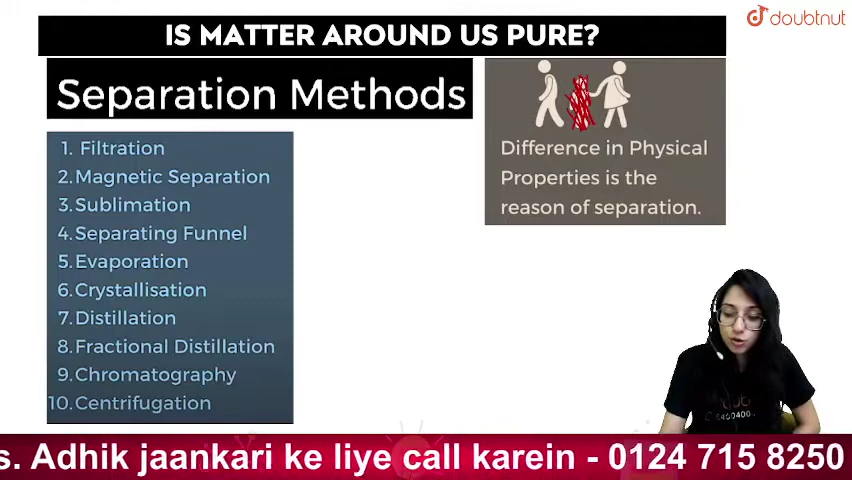 doubtnut
IS MATTER AROUND US PURE?
Separation Methods
1. Filtration
2. Magnetic Separation
3. Sublimation
4. Separating Funnel
5. Evaporation
6. Crystallisation
7. Distillation
8. Fractional Distillation
9. Chromatography
10. Centrifugation
Difference in Physical
Properties is the
reason of separation.
s. Adhik jaankari ke liye call karein - 0124 715 8250